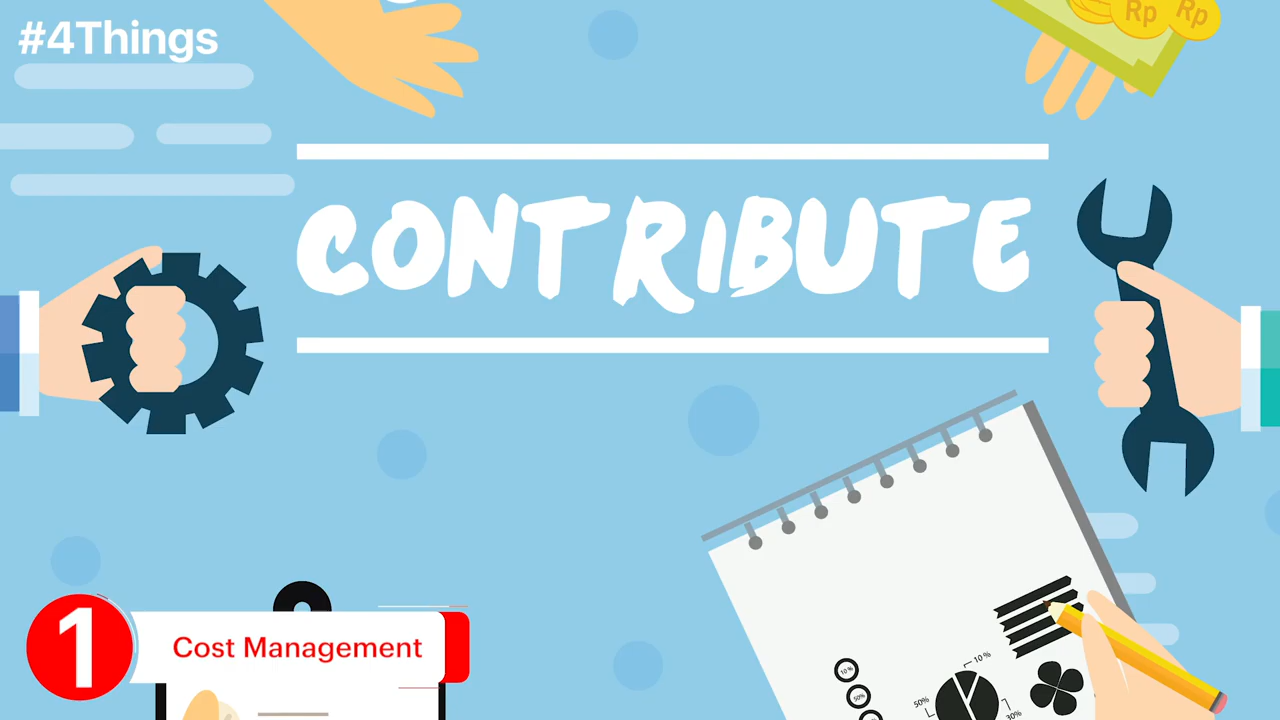 #4Things
Rp Rp
CONTRIBUTE
1
Cost Management
10%
10%
50%
50%
30%